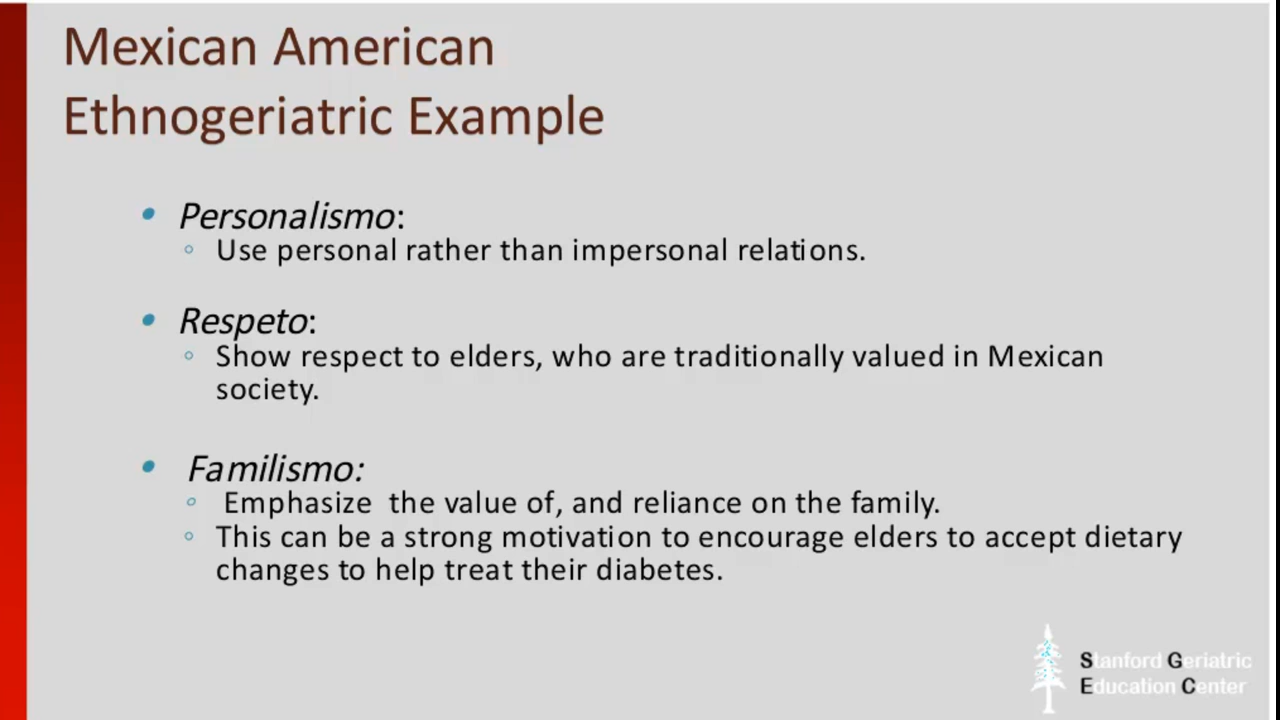 Mexican American
Ethnogeriatric Example
• Personalismo:
◦ Use personal rather than impersonal relations.
• Respeto:
◦ Show respect to elders, who are traditionally valued in Mexican
society.
• Familismo:
◦ Emphasize the value of, and reliance on the family.
◦ This can be a strong motivation to encourage elders to accept dietary
changes to help treat their diabetes.
Stanford Geriatric
Education Center